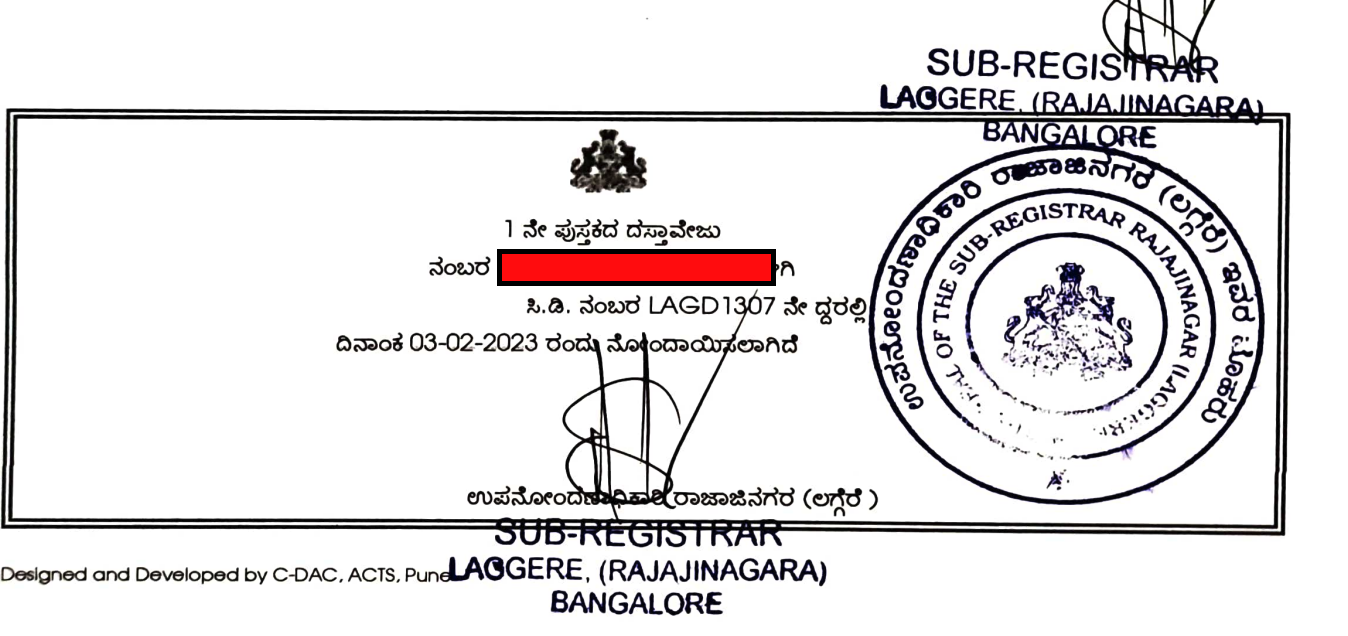 SUB-REGISTRAR
LAGGERE, (RAJAJINAGARA)
BANGALORE
1 ನೇ ಪುಸ್ತಕದ ದಸ್ತಾವೇಜು
ನಂಬರ
ಸಿ.ಡಿ. ನಂಬರ LAGD1307 ನೇ ದ್ದರಲ್ಲಿ
ದಿನಾಂಕ 03-02-2023 ರಂದು ನೋಂದಾಯಿಸಲಾಗಿದೆ
ಉಪನೋಂದಣಾಧಿಕಾರಿ ರಾಜಾಜಿನಗರ (ಲಗ್ಗೆರೆ) ಇವರ ಮೊಹರು
OF THE SUB-REGISTRAR RAJAJINAGAR (LAGGERE
ಉಪನೋಂದಣಾಧಿಕಾರಿ ರಾಜಾಜಿನಗರ (ಲಗ್ಗೆರೆ )
SUB-REGISTRAR
LAGGERE, (RAJAJINAGARA)
BANGALORE
Designed and Developed by C-DAC, ACTS, Pune